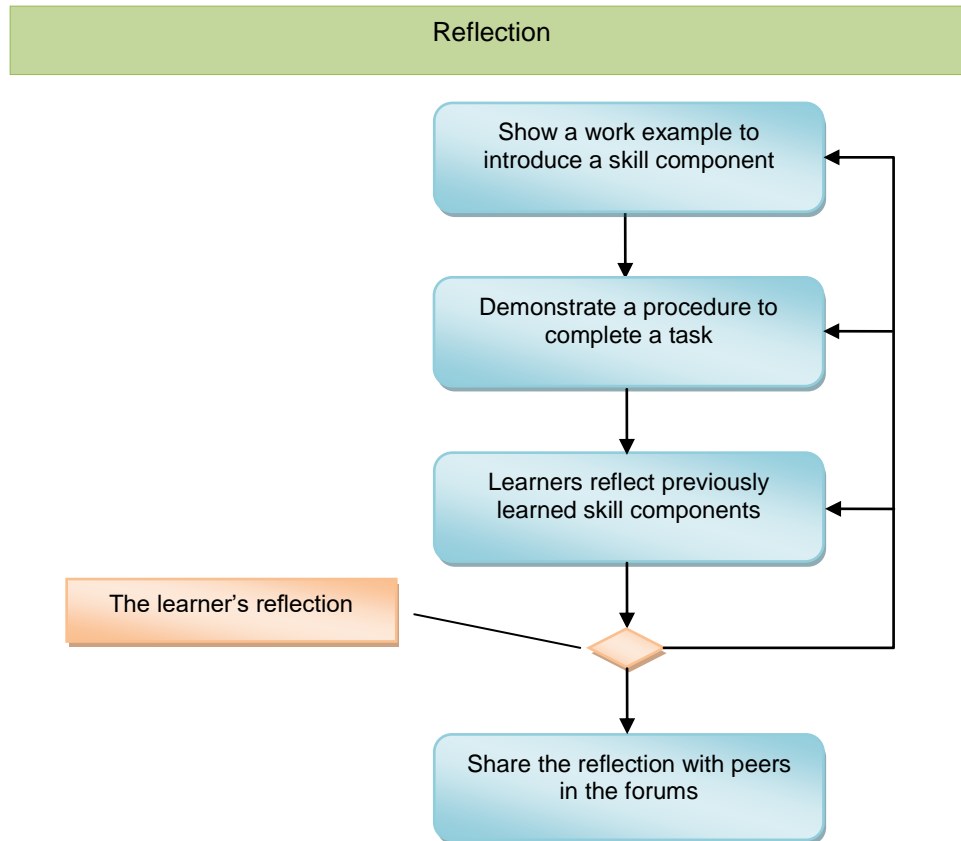 Reflection
Show a work example to
introduce a skill component
Demonstrate a procedure to
complete a task
Learners reflect previously
learned skill components
The learner’s reflection
Share the reflection with peers
in the forums